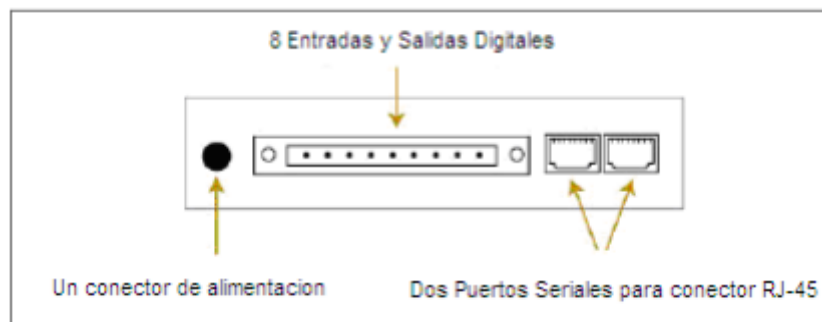 8 Entradas y Salidas Digitales
Un conector de alimentacion
Dos Puertos Seriales para conector RJ-45